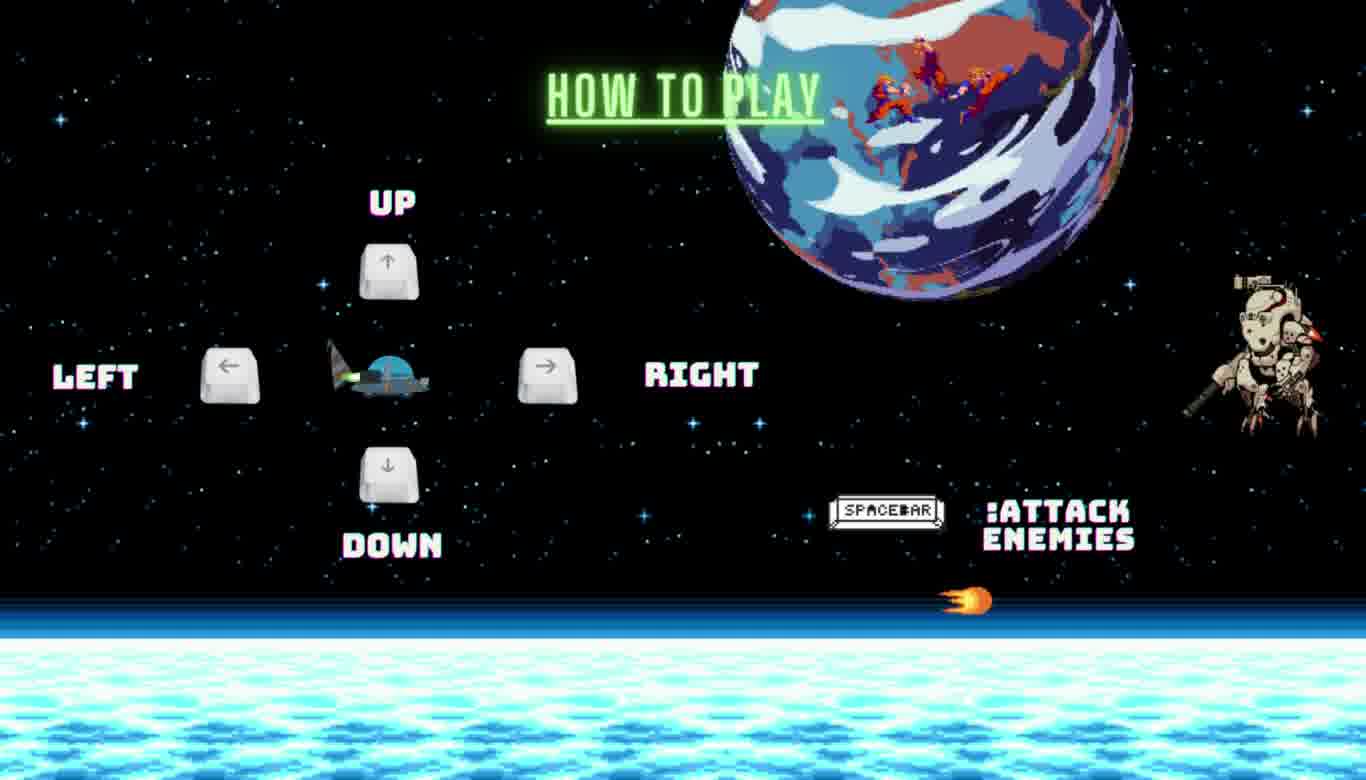 HOW TO PLAY
UP
↑
LEFT
←
→
RIGHT
↓
DOWN
SPACEBAR
:ATTACK
ENEMIES